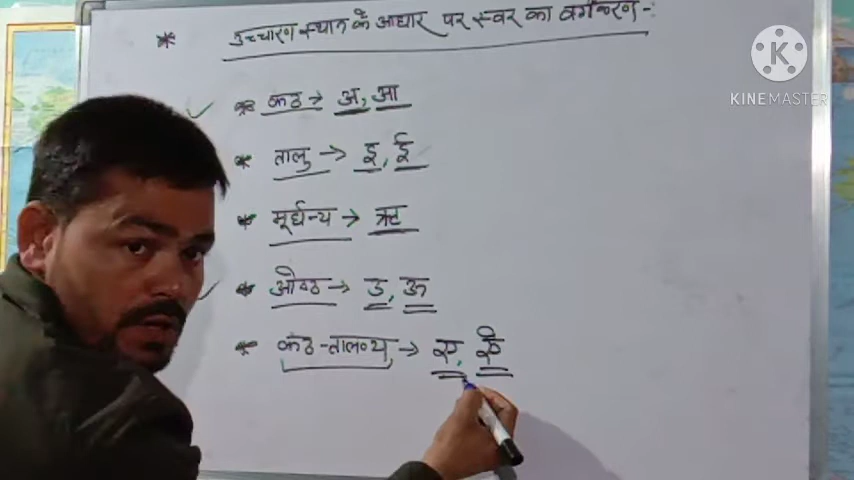 * उच्चारण स्थान के आधार पर स्वर का वर्गीकरण -:
* कंठ → अ, आ
* तालु → इ, ई
* मूर्धन्य → ऋ
* ओष्ठ → उ, ऊ
* कंठ-तालव्य → ए, ऐ
K
KINEMASTER